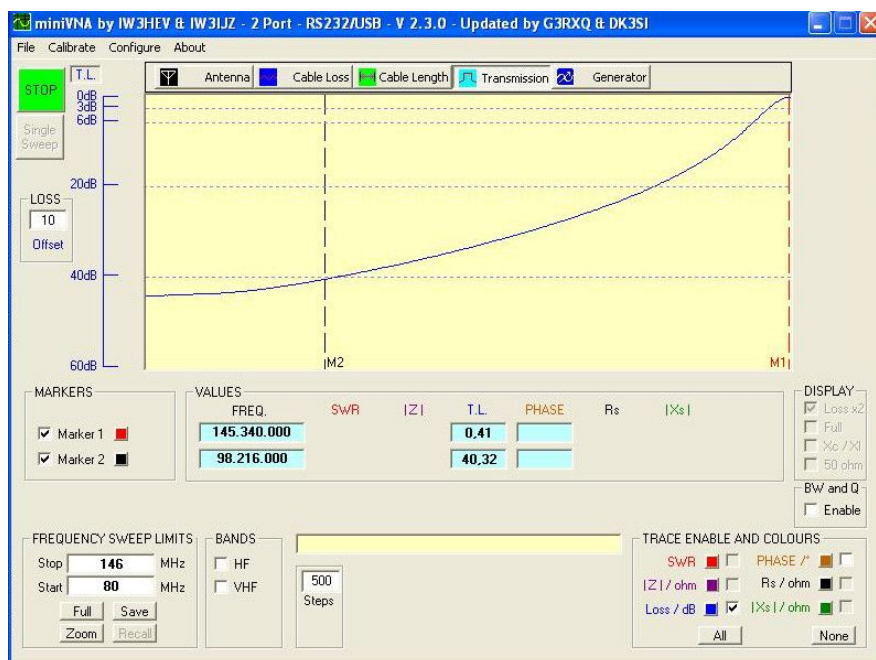 miniVNA by IW3HEV & IW3IJZ - 2 Port - RS232/USB - V 2.3.0 - Updated by G3RXQ & DK3SI
File Calibrate Configure About
STOP
T.L.
Antenna Cable Loss Cable Length Transmission Generator
0dB
3dB
6dB
Single
Sweep
20dB
LOSS
10
Offset
40dB
60dB
M2
M1
MARKERS
Marker 1
Marker 2
VALUES
FREQ. SWR |Z| T.L. PHASE Rs |Xs|
145.340.000 0,41
98.216.000 40,32
DISPLAY
Loss x2
Full
Xc / Xl
50 ohm
BW and Q
Enable
FREQUENCY SWEEP LIMITS
Stop 146 MHz
Start 80 MHz
Full Save
Zoom Recall
BANDS
HF
VHF
500
Steps
TRACE ENABLE AND COLOURS
SWR PHASE /°
|Z| / ohm Rs / ohm
Loss / dB |Xs| / ohm
All None